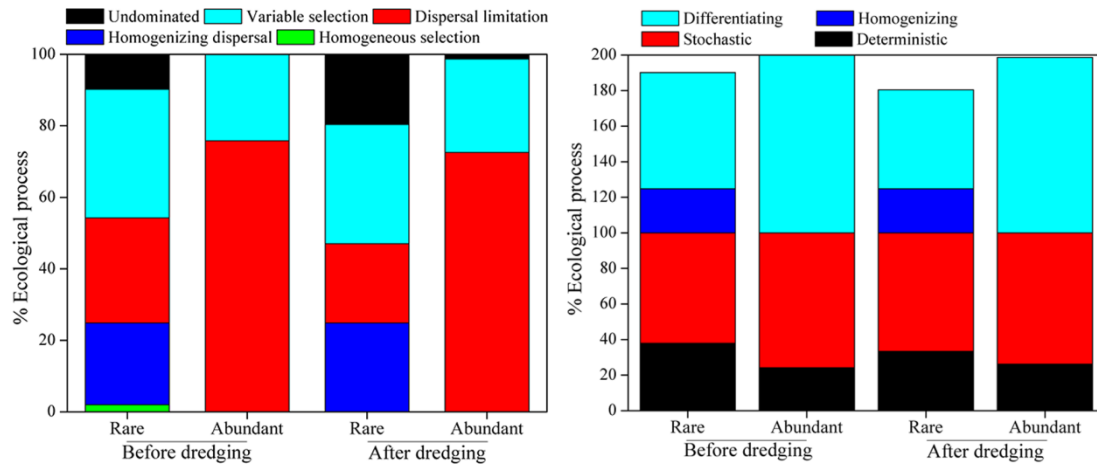 Undominated Variable selection Dispersal limitation
Homogenizing dispersal Homogeneous selection
% Ecological process
100
80
60
40
20
0
Rare Abundant Rare Abundant
Before dredging After dredging
Differentiating Homogenizing
Stochastic Deterministic
% Ecological process
200
180
160
140
120
100
80
60
40
20
0
Rare Abundant Rare Abundant
Before dredging After dredging